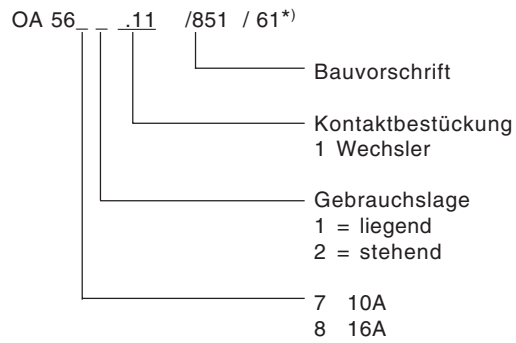 OA 56_ _ .11 /851 / 61*)
Bauvorschrift
Kontaktbestückung
1 Wechsler
Gebrauchslage
1 = liegend
2 = stehend
7 10A
8 16A